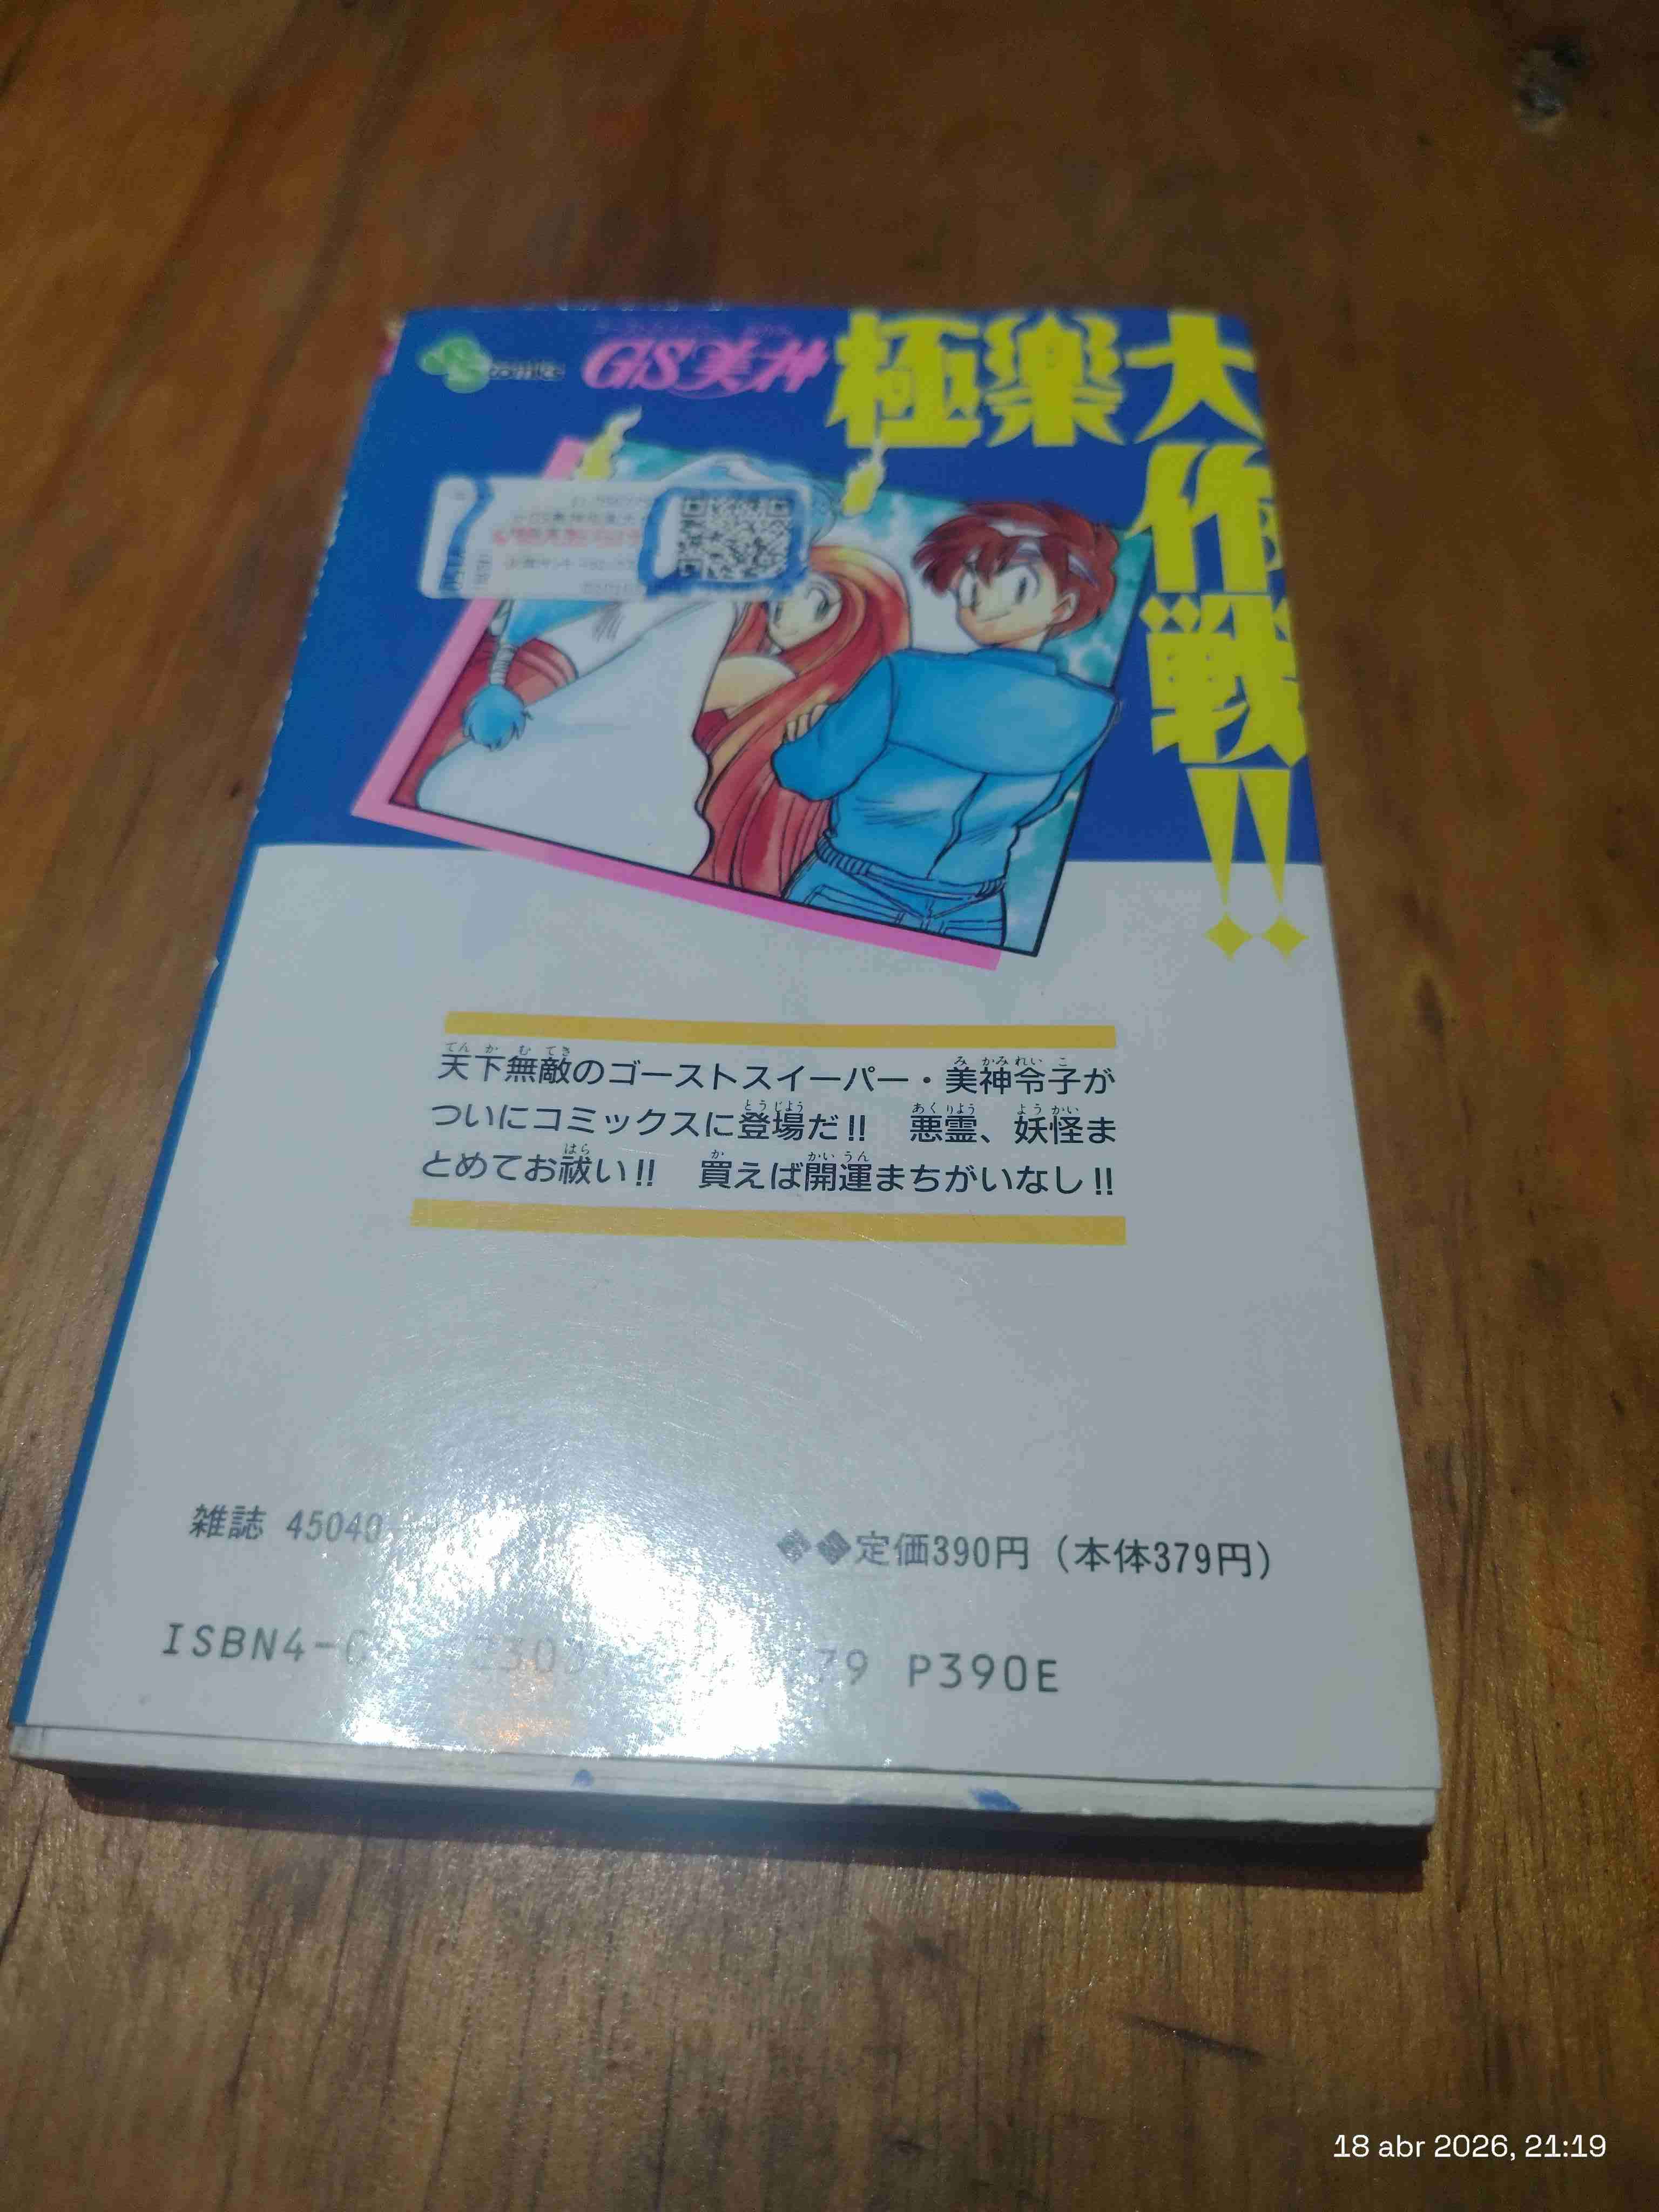 GS美神
極楽大
作戦!!
天下無敵のゴーストスイーパー・美神令子が
ついにコミックスに登場だ!! 悪霊、妖怪ま
とめてお祓い!! 買えば開運まちがいなし!!
雑誌 45040
◆◆定価390円（本体379円）
ISBN4- 79 P390E
18 abr 2026, 21:19